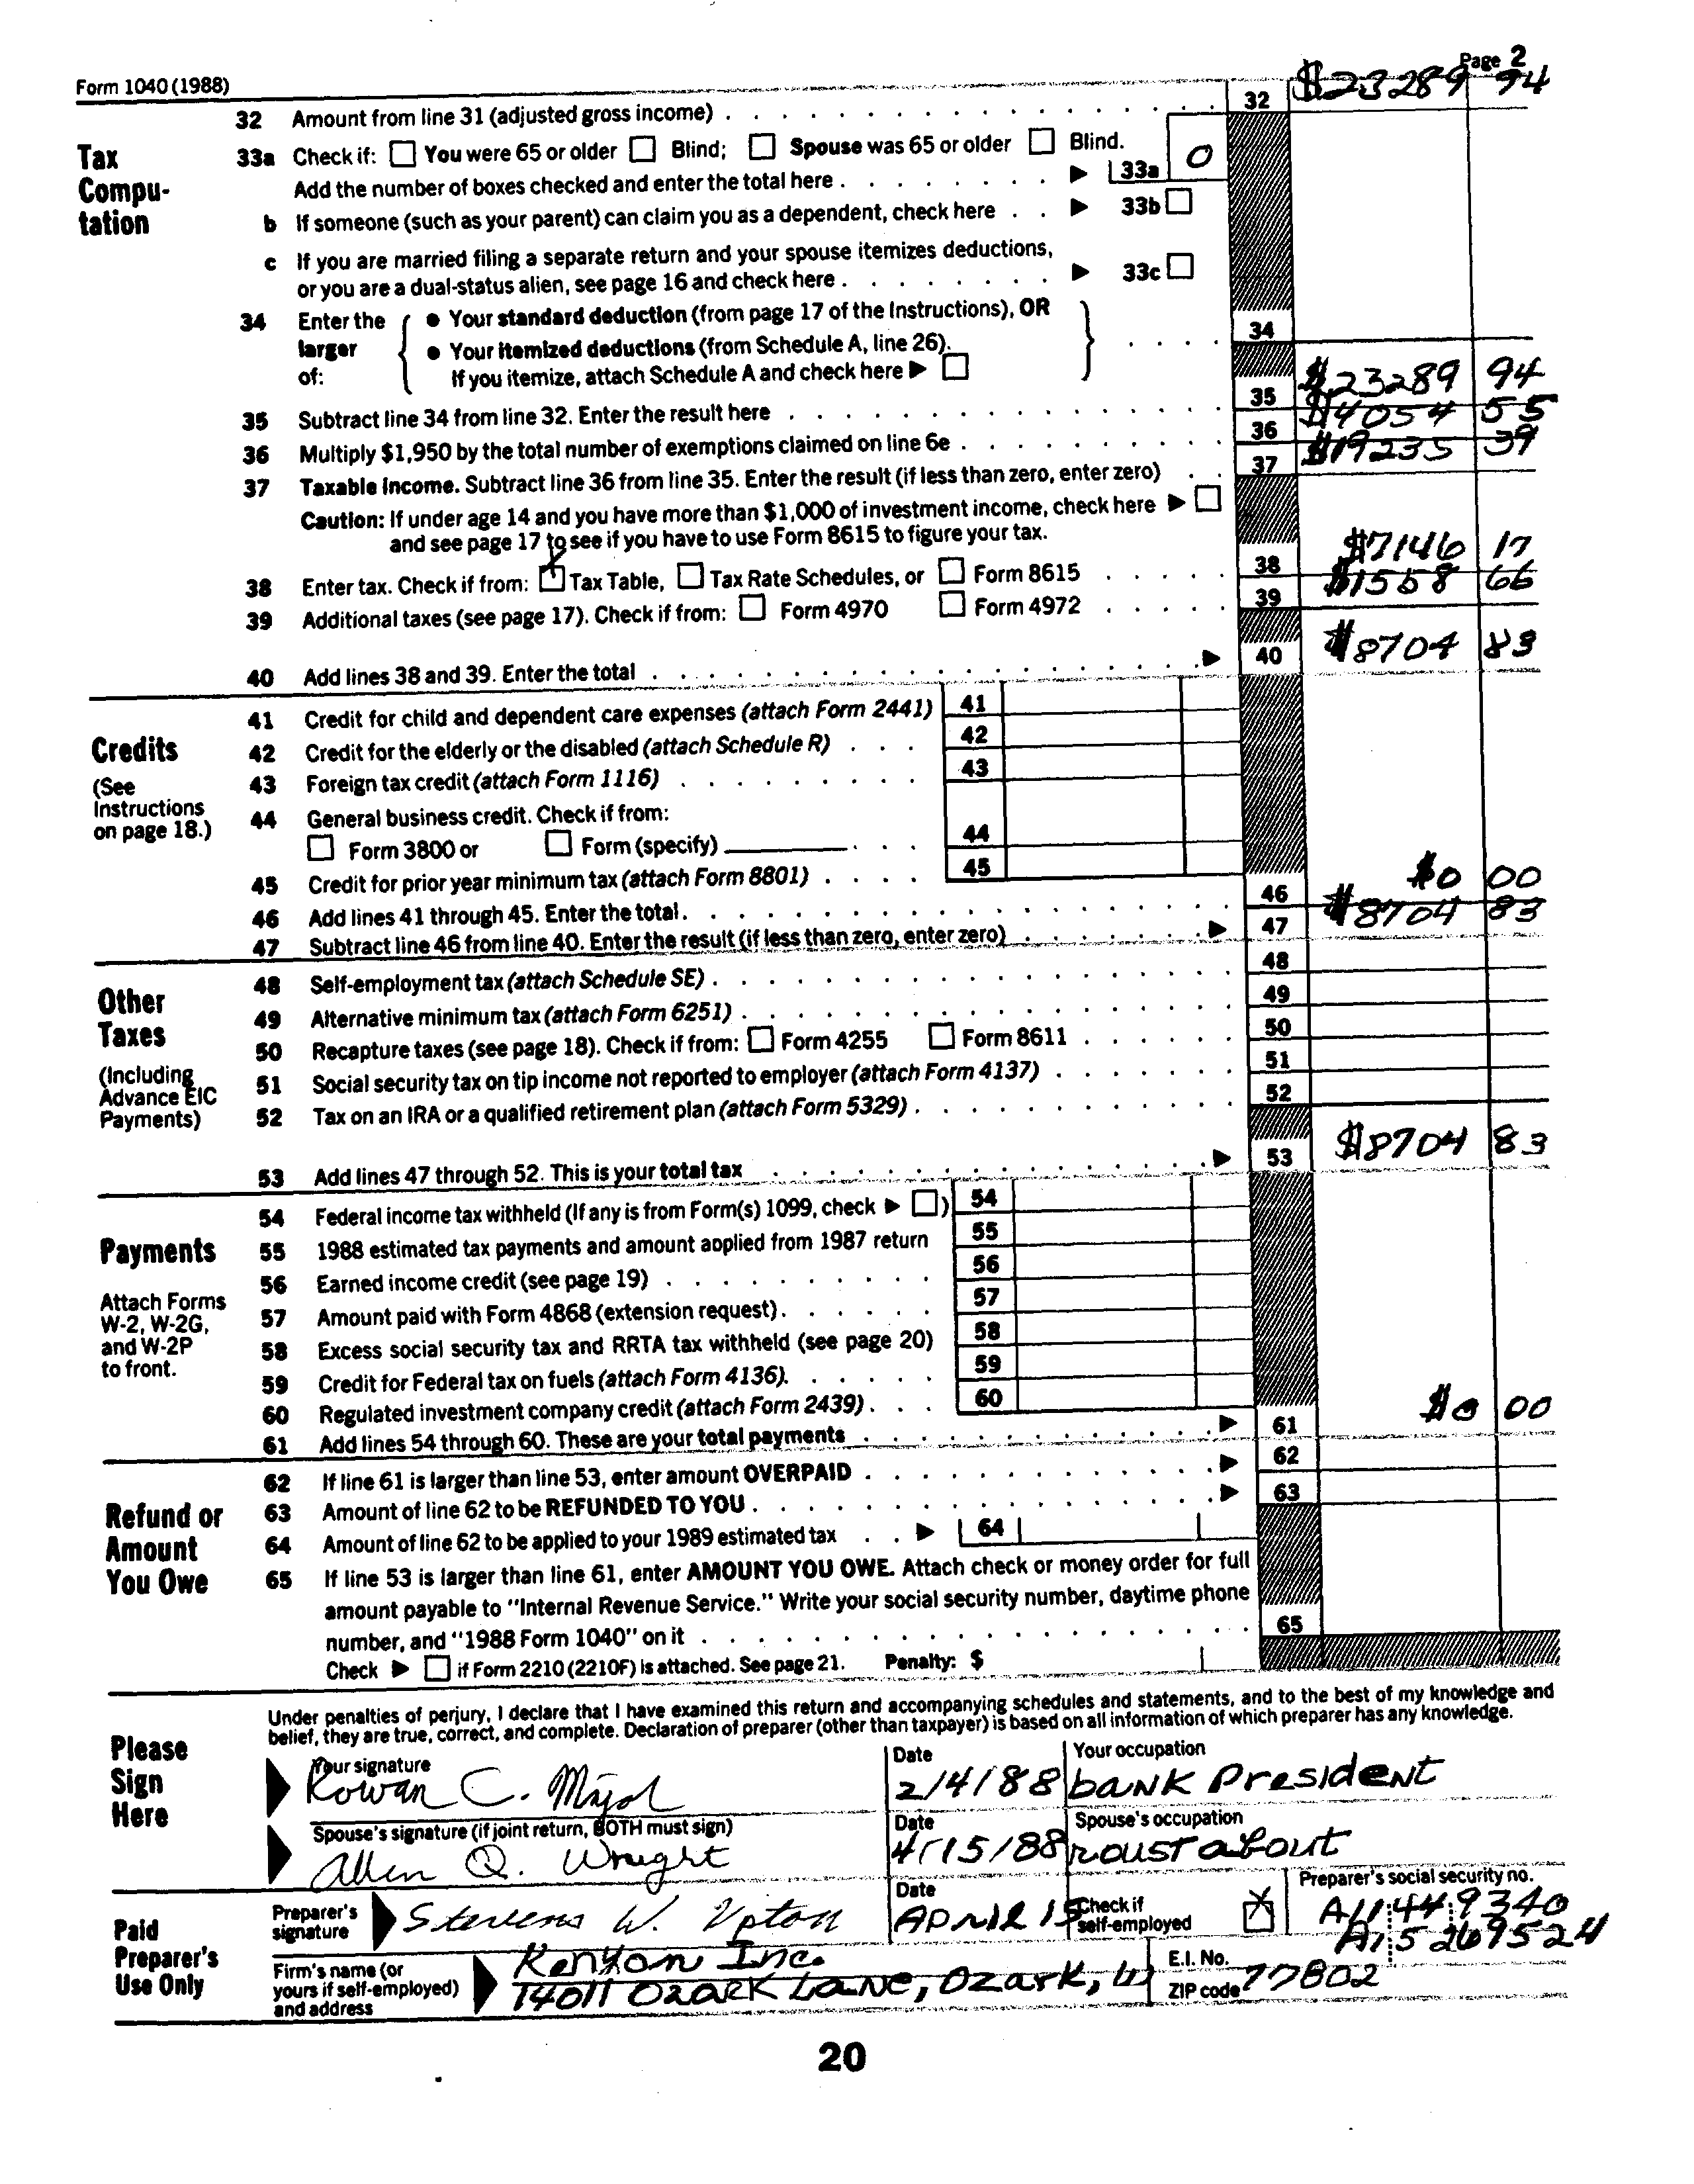 Form 1040 (1988) Page 2
32 Amount from line 31 (adjusted gross income) . . . 32 $23289 94
Tax Compu-tation
33a Check if: You were 65 or older Blind; Spouse was 65 or older Blind.
Add the number of boxes checked and enter the total here . . . ▶ 33a 0
b If someone (such as your parent) can claim you as a dependent, check here . . ▶ 33b
c If you are married filing a separate return and your spouse itemizes deductions,
or you are a dual-status alien, see page 16 and check here . . . ▶ 33c
34 Enter the larger of:
● Your standard deduction (from page 17 of the Instructions), OR
● Your itemized deductions (from Schedule A, line 26).
If you itemize, attach Schedule A and check here ▶
34
35 Subtract line 34 from line 32. Enter the result here . . . 35 $23289 94
36 Multiply $1,950 by the total number of exemptions claimed on line 6e . . . 36 $4054 55
37 Taxable income. Subtract line 36 from line 35. Enter the result (if less than zero, enter zero) . . 37 $19235 39
Caution: If under age 14 and you have more than $1,000 of investment income, check here ▶
and see page 17 to see if you have to use Form 8615 to figure your tax.
38 Enter tax. Check if from: Tax Table, Tax Rate Schedules, or Form 8615 . . . 38 $7146 17
39 Additional taxes (see page 17). Check if from: Form 4970 Form 4972 . . . 39 $1558 66
40 Add lines 38 and 39. Enter the total . . . ▶ 40 $8704 83
Credits
(See Instructions on page 18.)
41 Credit for child and dependent care expenses (attach Form 2441) 41
42 Credit for the elderly or the disabled (attach Schedule R) . . . 42
43 Foreign tax credit (attach Form 1116) . . . 43
44 General business credit. Check if from:
Form 3800 or Form (specify) . . . 44
45 Credit for prior year minimum tax (attach Form 8801) . . . 45
46 Add lines 41 through 45. Enter the total . . . 46 $0 00
47 Subtract line 46 from line 40. Enter the result (if less than zero, enter zero) . . . ▶ 47 $8704 83
Other Taxes
(Including Advance EIC Payments)
48 Self-employment tax (attach Schedule SE) . . . 48
49 Alternative minimum tax (attach Form 6251) . . . 49
50 Recapture taxes (see page 18). Check if from: Form 4255 Form 8611 . . . 50
51 Social security tax on tip income not reported to employer (attach Form 4137) . . . 51
52 Tax on an IRA or a qualified retirement plan (attach Form 5329) . . . 52
53 Add lines 47 through 52. This is your total tax . . . ▶ 53 $8704 83
Payments
Attach Forms W-2, W-2G, and W-2P to front.
54 Federal income tax withheld (If any is from Form(s) 1099, check ▶ ) 54
55 1988 estimated tax payments and amount applied from 1987 return 55
56 Earned income credit (see page 19) . . . 56
57 Amount paid with Form 4868 (extension request) . . . 57
58 Excess social security tax and RRTA tax withheld (see page 20) 58
59 Credit for Federal tax on fuels (attach Form 4136). . . . 59
60 Regulated investment company credit (attach Form 2439) . . . 60
61 Add lines 54 through 60. These are your total payments . . . ▶ 61 $0 00
Refund or Amount You Owe
62 If line 61 is larger than line 53, enter amount OVERPAID . . . ▶ 62
63 Amount of line 62 to be REFUNDED TO YOU . . . ▶ 63
64 Amount of line 62 to be applied to your 1989 estimated tax . . ▶ 64
65 If line 53 is larger than line 61, enter AMOUNT YOU OWE. Attach check or money order for full
amount payable to "Internal Revenue Service." Write your social security number, daytime phone
number, and "1988 Form 1040" on it . . . 65
Check ▶ if Form 2210 (2210F) is attached. See page 21. Penalty: $
Please Sign Here
Under penalties of perjury, I declare that I have examined this return and accompanying schedules and statements, and to the best of my knowledge and
belief, they are true, correct, and complete. Declaration of preparer (other than taxpayer) is based on all information of which preparer has any knowledge.
Your signature Date Your occupation
Rowan C. 2/4/88 bank President
Spouse's signature (if joint return, BOTH must sign) Date Spouse's occupation
Allen Q. Wright 4/15/88 roustabout
Paid Preparer's Use Only
Preparer's signature Stevens W. Upton Date April 15 Check if self-employed X Preparer's social security no. A11449340
Firm's name (or yours if self-employed) and address Kenyon Inc. E.I. No. A15269524
14011 Ozark Lane, Ozark, ZIP code 77802
20